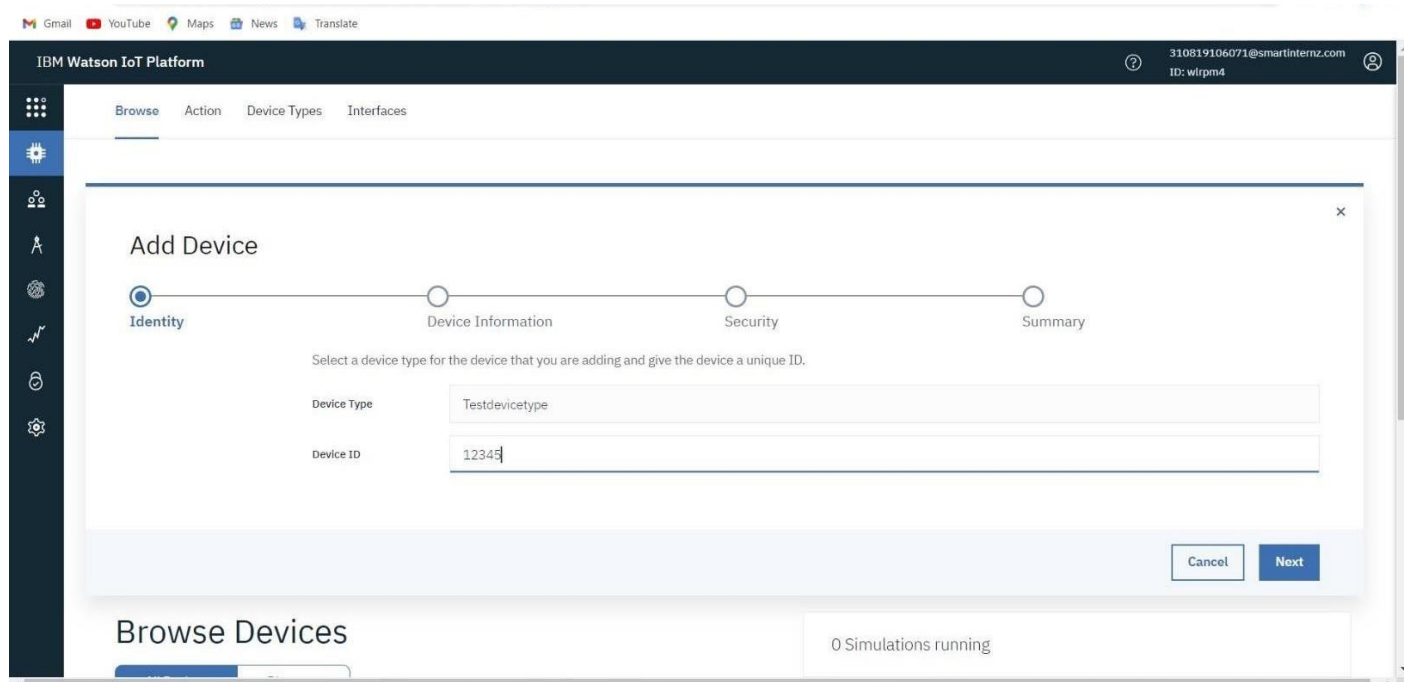 Gmail YouTube Maps News Translate
IBM Watson IoT Platform
310819106071@smartinternz.com
ID: wlrpm4
Browse Action Device Types Interfaces
Add Device
Identity Device Information Security Summary
Select a device type for the device that you are adding and give the device a unique ID.
Device Type Testdevicetype
Device ID 12345
Cancel Next
Browse Devices
0 Simulations running